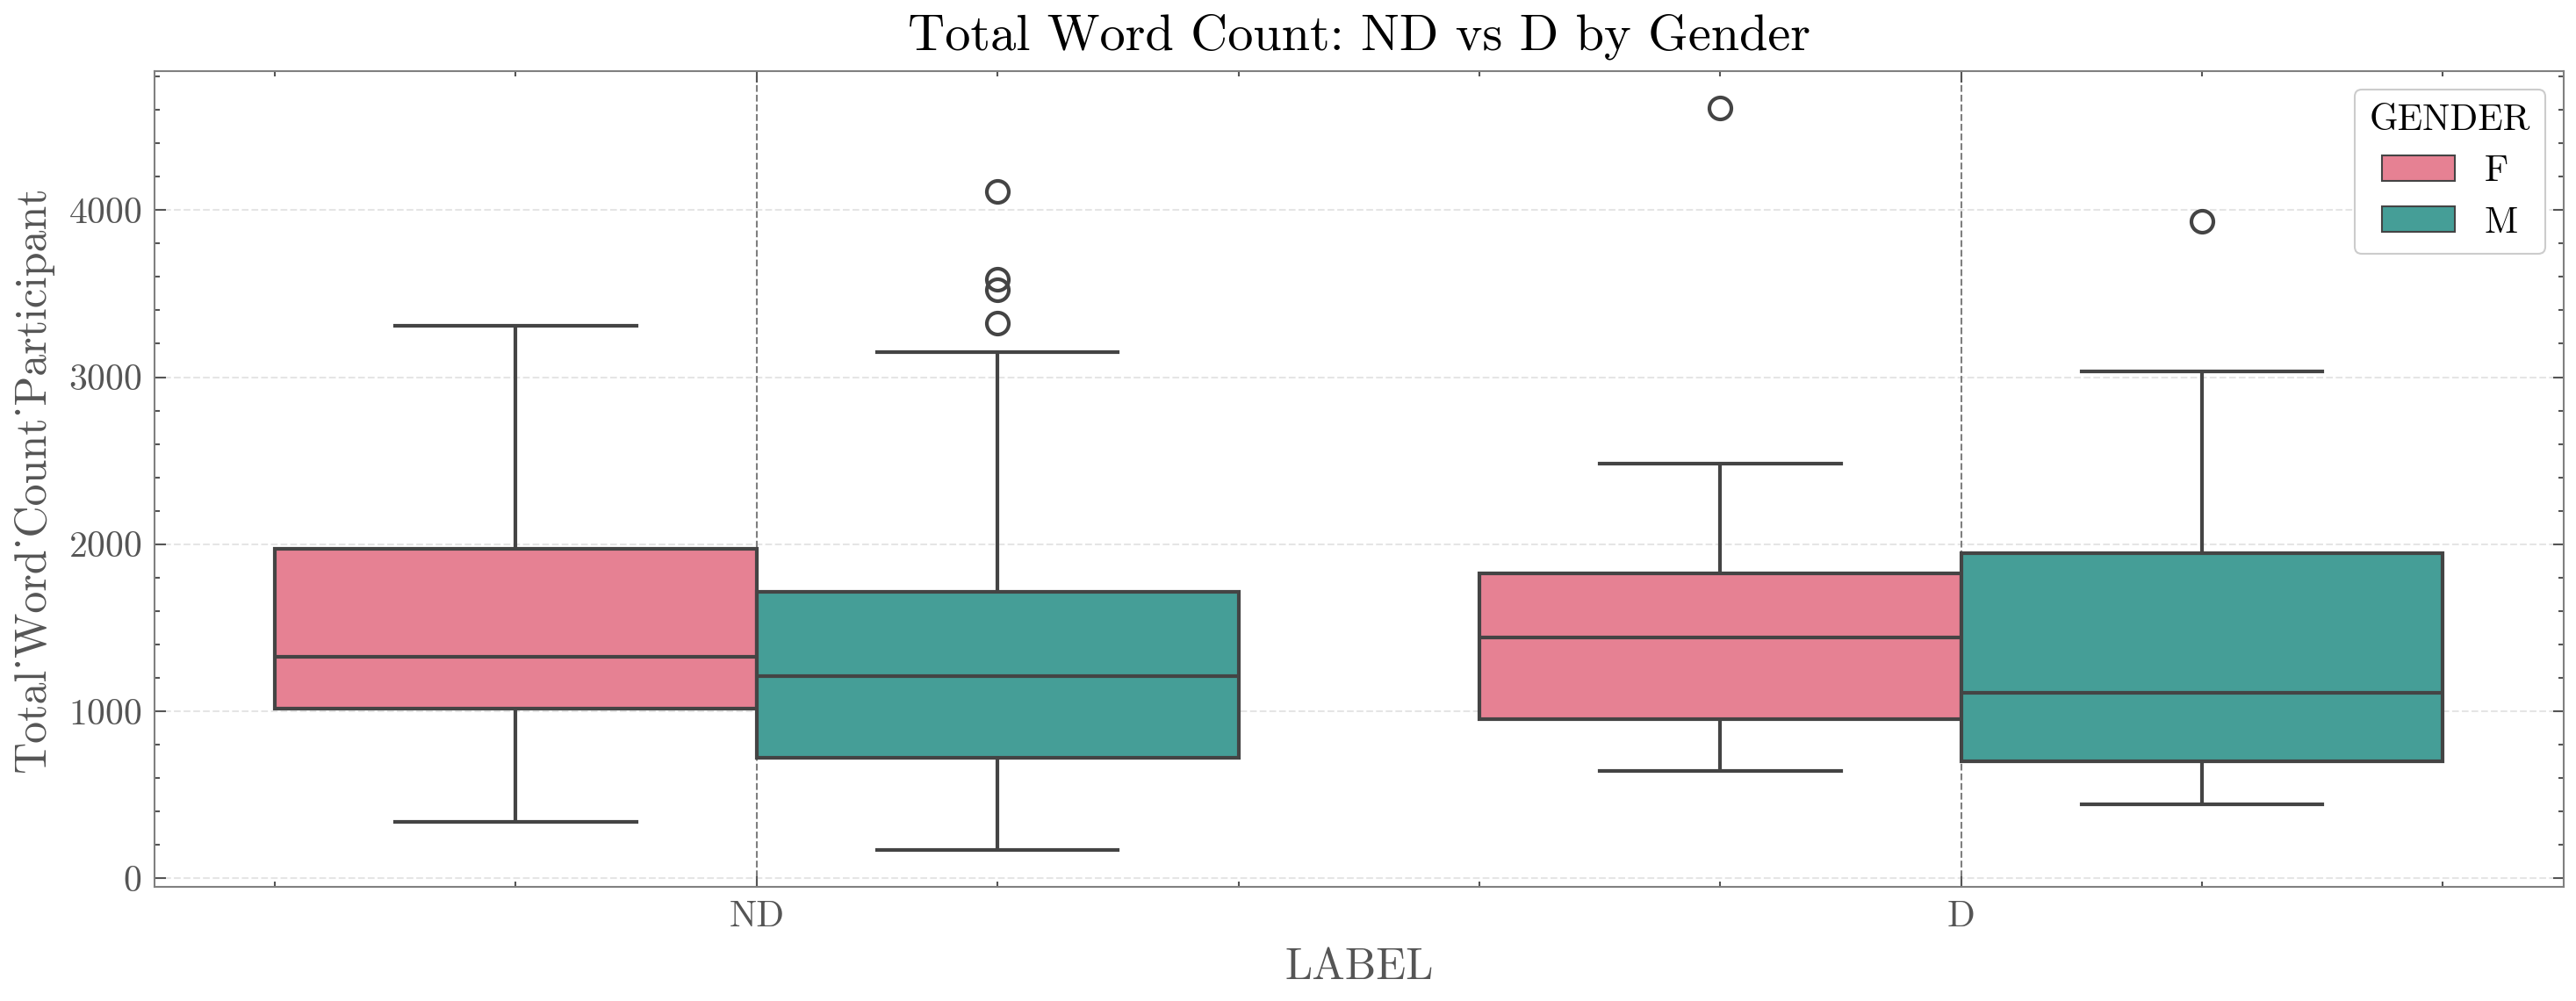 Total Word Count: ND vs D by Gender
Total Word Count Participant
4000
3000
2000
1000
0
GENDER
F
M
ND
D
LABEL